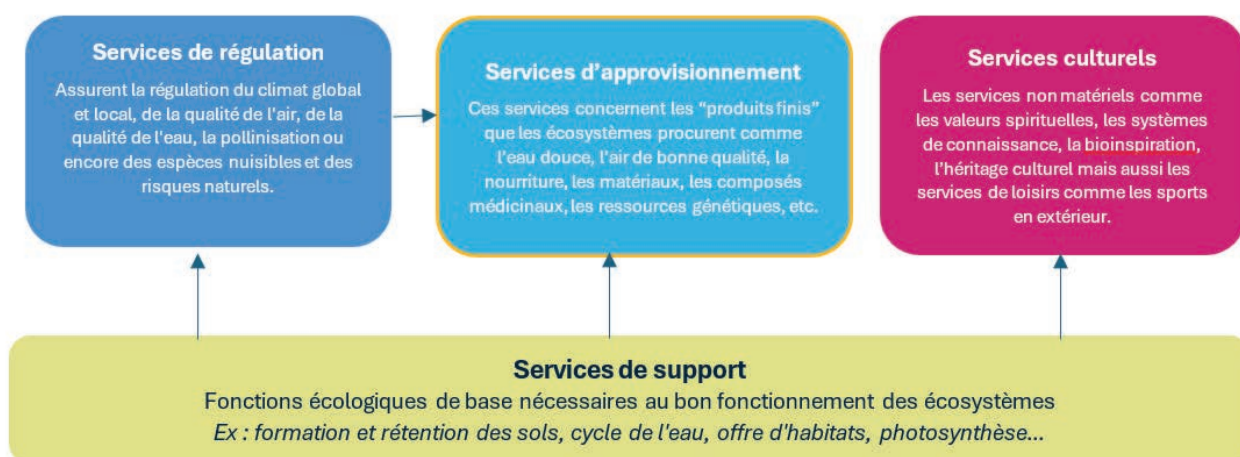 Services de régulation
Assurent la régulation du climat global
et local, de la qualité de l'air, de la
qualité de l'eau, la pollinisation ou
encore des espèces nuisibles et des
risques naturels.
Services d'approvisionnement
Ces services concernent les “produits finis”
que les écosystèmes procurent comme
l'eau douce, l'air de bonne qualité, la
nourriture, les matériaux, les composés
médicinaux, les ressources génétiques, etc.
Services culturels
Les services non matériels comme
les valeurs spirituelles, les systèmes
de connaissance, la bioinspiration,
l'héritage culturel mais aussi les
services de loisirs comme les sports
en extérieur.
Services de support
Fonctions écologiques de base nécessaires au bon fonctionnement des écosystèmes
Ex : formation et rétention des sols, cycle de l'eau, offre d'habitats, photosynthèse...